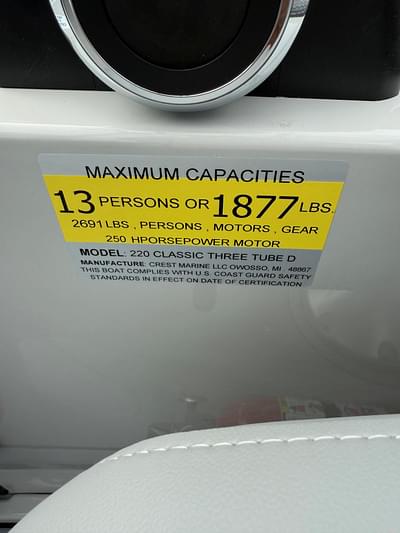 MAXIMUM CAPACITIES
13 PERSONS OR 1877 LBS.
2691 LBS , PERSONS , MOTORS , GEAR
250 HPORSEPOWER MOTOR
MODEL: 220 CLASSIC THREE TUBE D
MANUFACTURE: CREST MARINE LLC OWOSSO, MI. 48867
THIS BOAT COMPLIES WITH U.S. COAST GUARD SAFETY
STANDARDS IN EFFECT ON DATE OF CERTIFICATION